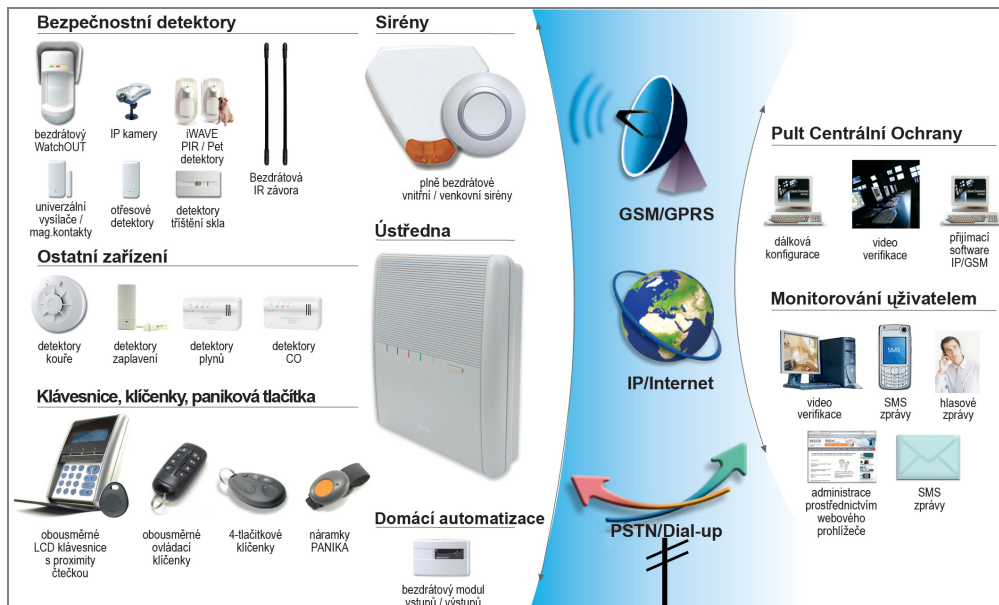 Bezpečnostní detektory
bezdrátový
WatchOUT
IP kamery
iWAVE
PIR / Pet
detektory
Bezdrátová
IR závora
univerzální
vysílače /
mag.kontakty
otřesové
detektory
detektory
tříštění skla
Ostatní zařízení
detektory
kouře
detektory
zaplavení
detektory
plynů
detektory
CO
Klávesnice, klíčenky, paniková tlačítka
obousměrné
LCD klávesnice
s proximity
čtečkou
obousměrné
ovládací
klíčenky
4-tlačítkové
klíčenky
náramky
PANIKA
Sirény
plně bezdrátové
vnitřní / venkovní sirény
Ústředna
Domácí automatizace
bezdrátový modul
vstupů / výstupů
GSM/GPRS
IP/Internet
PSTN/Dial-up
Pult Centrální Ochrany
dálková
konfigurace
video
verifikace
přijímací
software
IP/GSM
Monitorování uživatelem
video
verifikace
SMS
SMS
zprávy
hlasové
zprávy
administrace
prostřednictvím
webového
prohlížeče
SMS
zprávy